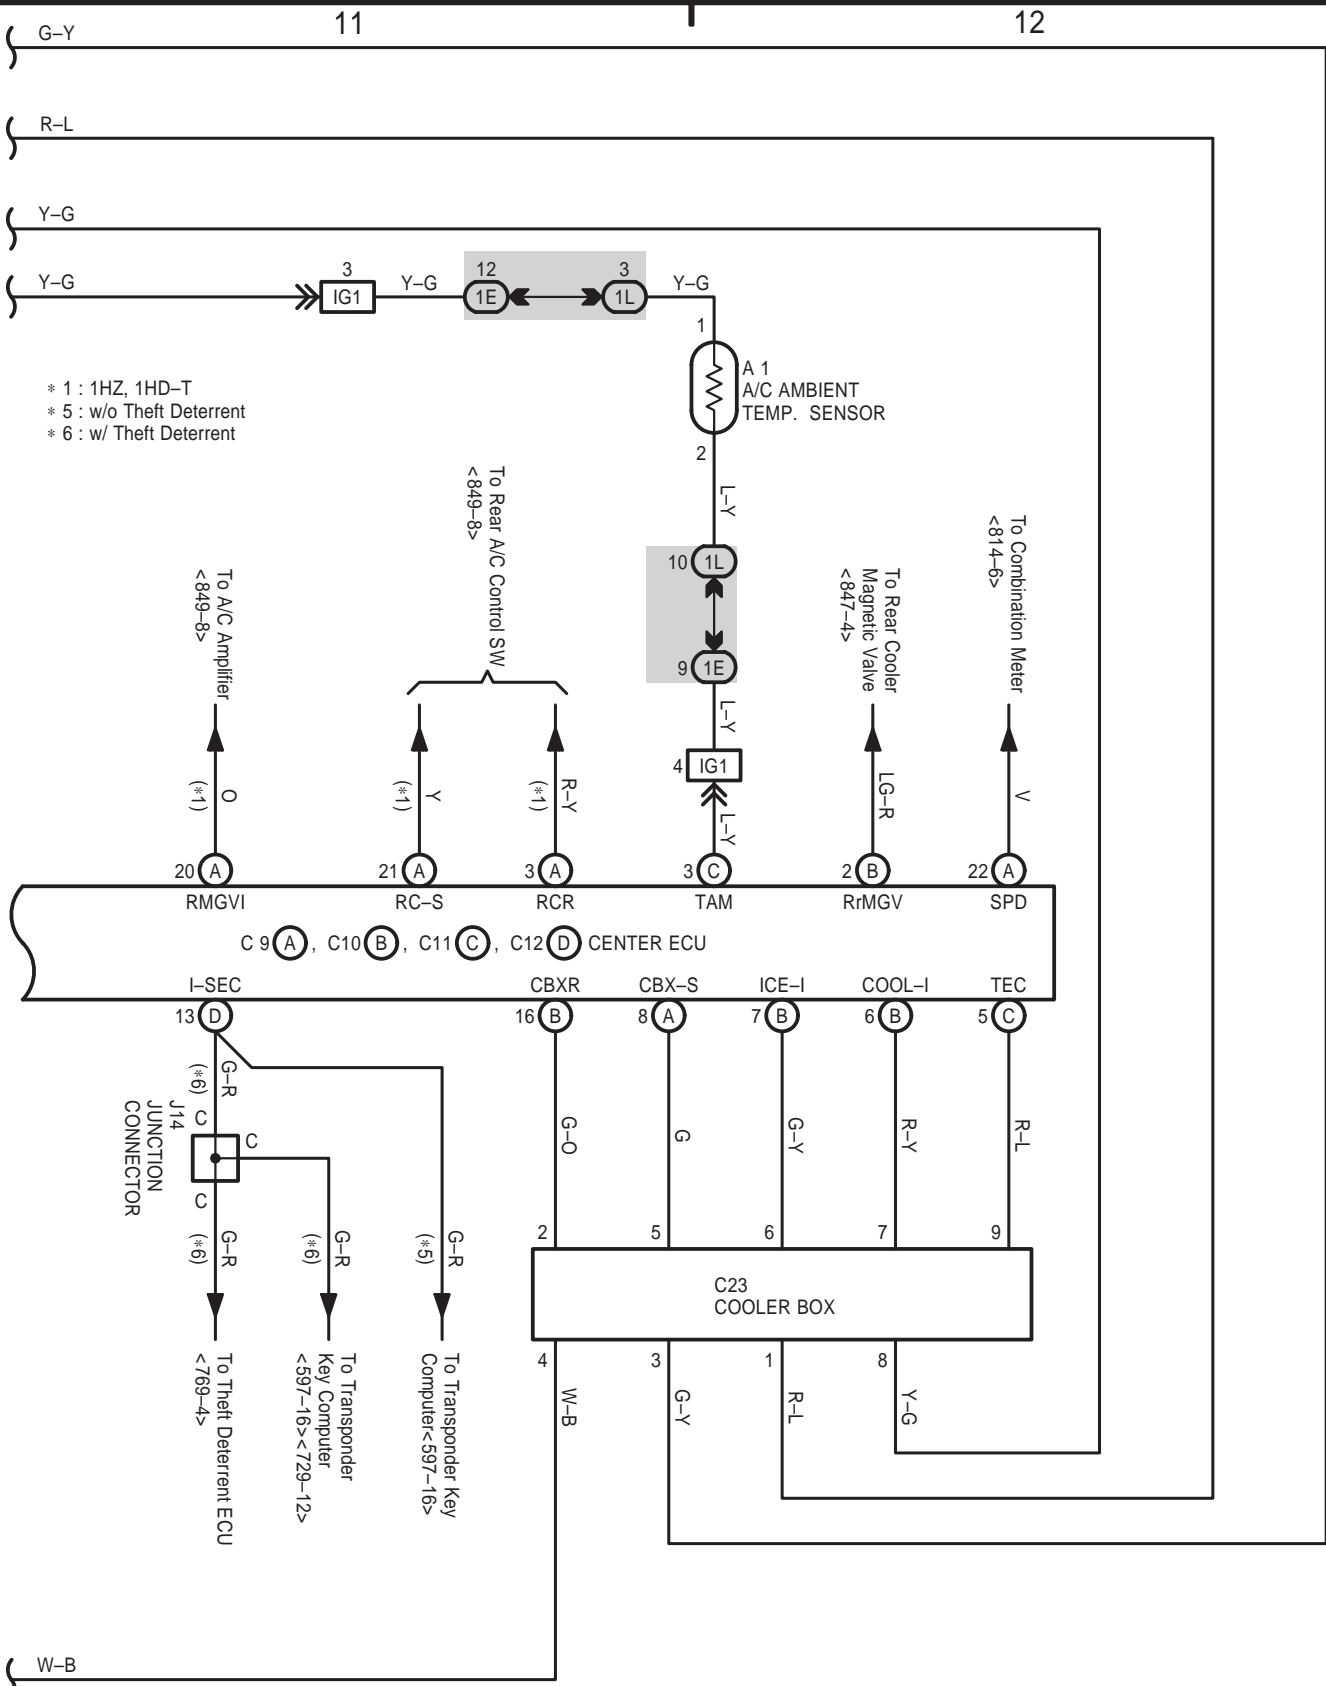 11
12
G–Y
R–L
Y–G
Y–G
3
IG1
Y–G
12
1E
3
1L
Y–G
1
A 1
A/C AMBIENT
TEMP. SENSOR
2
* 1 : 1HZ, 1HD–T
* 5 : w/o Theft Deterrent
* 6 : w/ Theft Deterrent
L–Y
10
1L
9
1E
L–Y
4
IG1
L–Y
To A/C Amplifier
<849–8>
To Rear A/C Control SW
<849–8>
To Rear Cooler
Magnetic Valve
<847–4>
To Combination Meter
<814–6>
O
(*1)
Y
(*1)
R–Y
(*1)
LG–R
V
20 A
21 A
3 A
3 C
2 B
22 A
RMGVI
RC–S
RCR
TAM
RrMGV
SPD
C 9 A , C10 B , C11 C , C12 D CENTER ECU
I–SEC
CBXR
CBX–S
ICE–I
COOL–I
TEC
13 D
16 B
8 A
7 B
6 B
5 C
G–R
(*6)
J14
JUNCTION
CONNECTOR
C
C
C
G–O
G
G–Y
R–Y
R–L
G–R
(*6)
G–R
(*6)
G–R
(*5)
2
5
6
7
9
C23
COOLER BOX
4
3
1
8
W–B
G–Y
R–L
Y–G
To Theft Deterrent ECU
<769–4>
To Transponder
Key Computer
<597–16><729–12>
To Transponder Key
Computer<597–16>
W–B